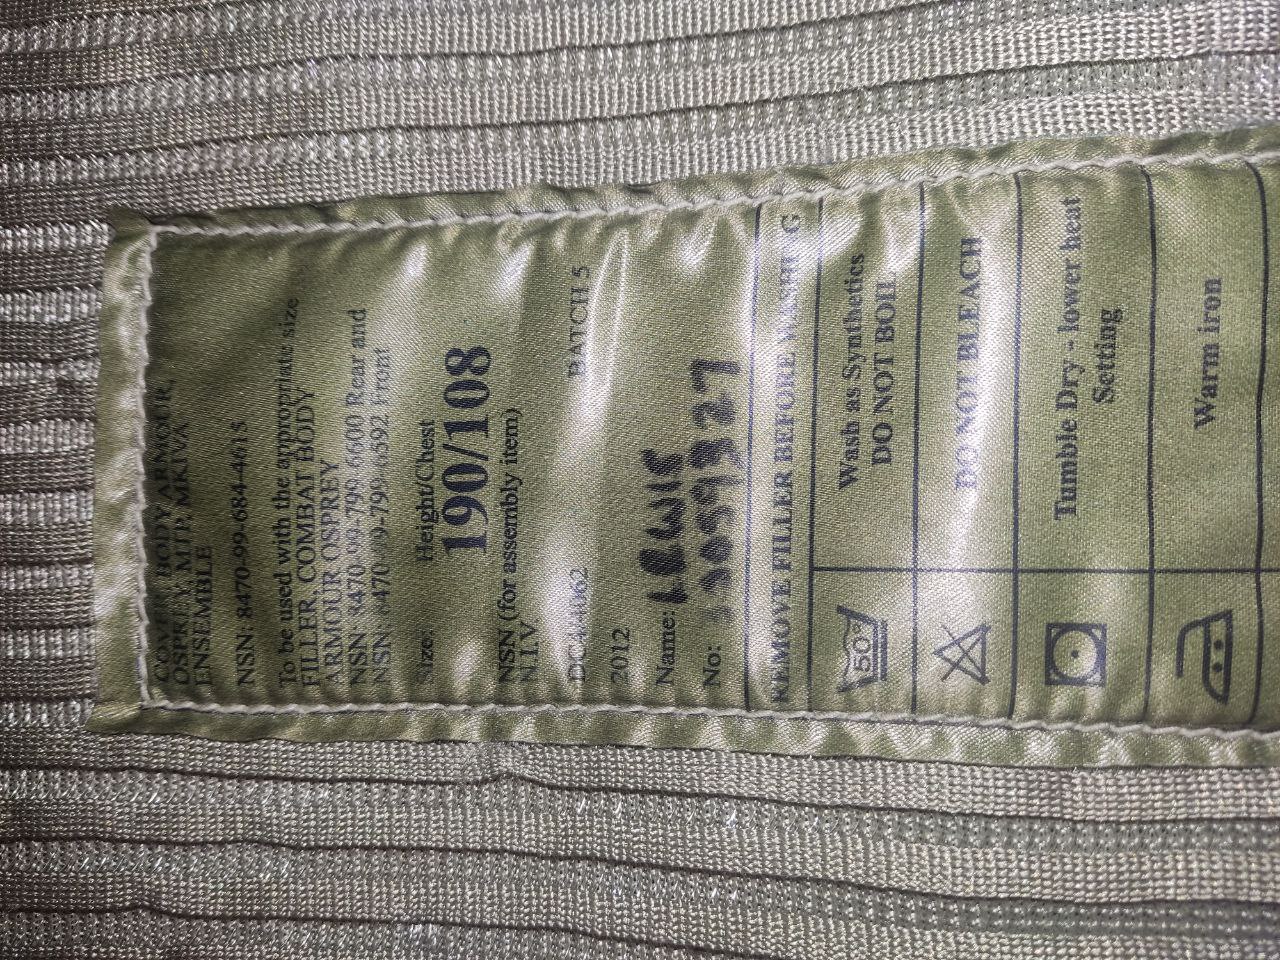 COVER BODY ARMOUR,
OSPREY, MTP, MKIVA
ENSEMBLE
NSN: 8470-99-684-4615
To be used with the appropriate size
FILLER, COMBAT BODY
ARMOUR OSPREY
NSN: 8470-99-799-6600 Rear and
NSN: 8470-99-799-6592 Front
Size: Height/Chest
190/108
NSN (for assembly item)
N.I.V
BATCH 5
2012
Name: LEWIS
No:
REMOVE FILLER BEFORE WASHING
50 Wash as Synthetics
DO NOT BOIL
DO NOT BLEACH
Tumble Dry - lower heat
Setting
Warm iron